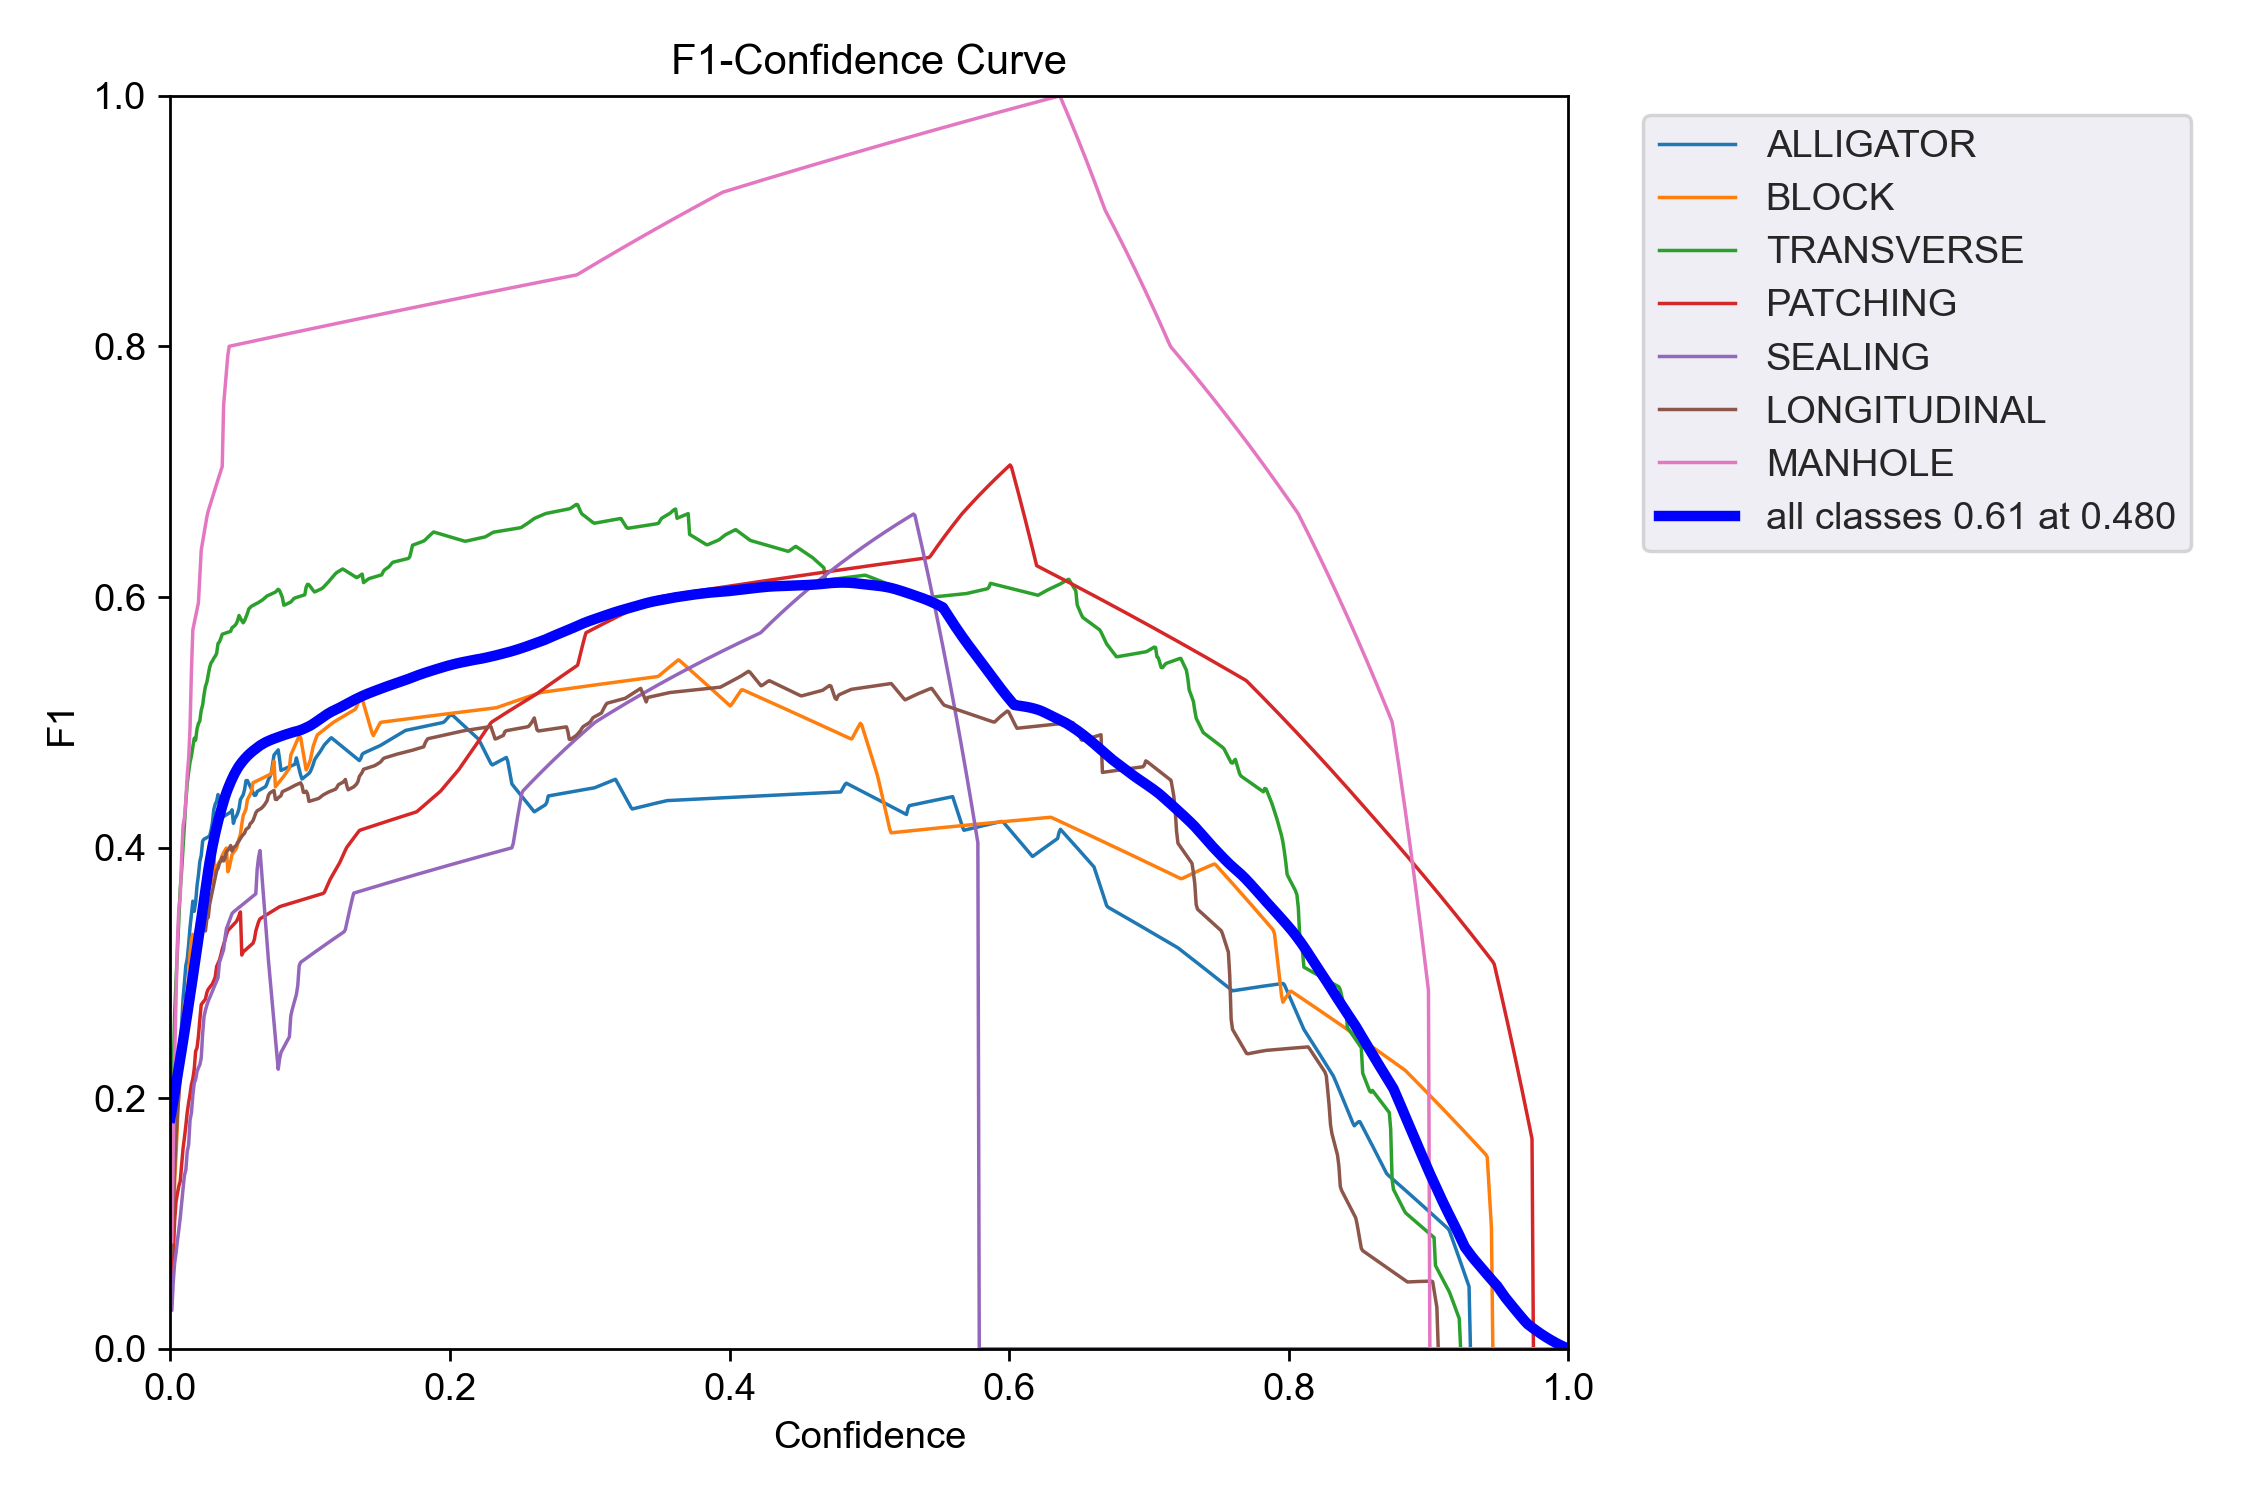 F1-Confidence Curve
1.0
0.8
0.6
0.4
0.2
0.0
F1
0.0 0.2 0.4 0.6 0.8 1.0
Confidence
ALLIGATOR
BLOCK
TRANSVERSE
PATCHING
SEALING
LONGITUDINAL
MANHOLE
all classes 0.61 at 0.480